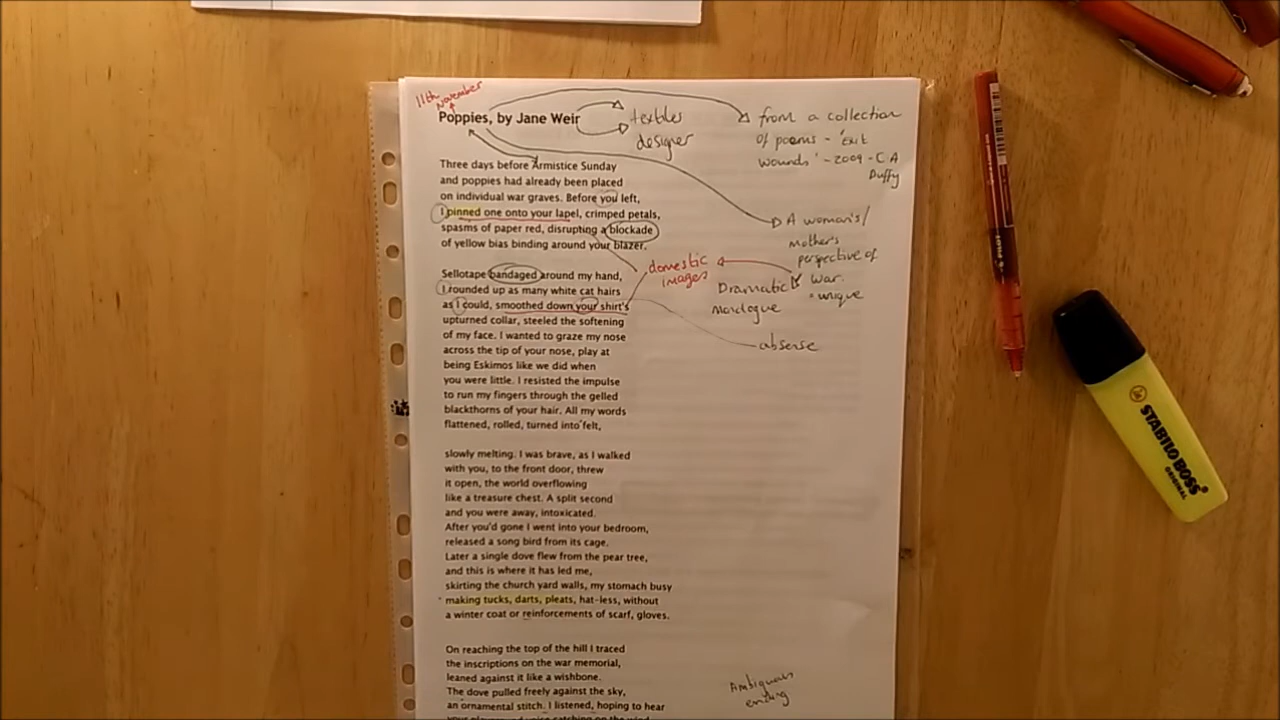 11th November
Poppies, by Jane Weir
textiles
designer
from a collection
of poems - 'Exit
wounds' - 2009 - C A
Duffy
Three days before Armistice Sunday
and poppies had already been placed
on individual war graves. Before you left,
I pinned one onto your lapel, crimped petals,
spasms of paper red, disrupting a blockade
of yellow bias binding around your blazer.
A woman's/
mother's
perspective of
war.
unique
domestic
images
Dramatic
monologue
absense
Sellotape bandaged around my hand,
I rounded up as many white cat hairs
as I could, smoothed down your shirt's
upturned collar, steeled the softening
of my face. I wanted to graze my nose
across the tip of your nose, play at
being Eskimos like we did when
you were little. I resisted the impulse
to run my fingers through the gelled
blackthorns of your hair. All my words
flattened, rolled, turned into felt,
slowly melting. I was brave, as I walked
with you, to the front door, threw
it open, the world overflowing
like a treasure chest. A split second
and you were away, intoxicated.
After you'd gone I went into your bedroom,
released a song bird from its cage.
Later a single dove flew from the pear tree,
and this is where it has led me,
skirting the church yard walls, my stomach busy
making tucks, darts, pleats, hat-less, without
a winter coat or reinforcements of scarf, gloves.
On reaching the top of the hill I traced
the inscriptions on the war memorial,
leaned against it like a wishbone.
The dove pulled freely against the sky,
an ornamental stitch. I listened, hoping to hear
your playground voice catching on the wind
Ambiguous
ending
PILOT
STABILO BOSS
ORIGINAL